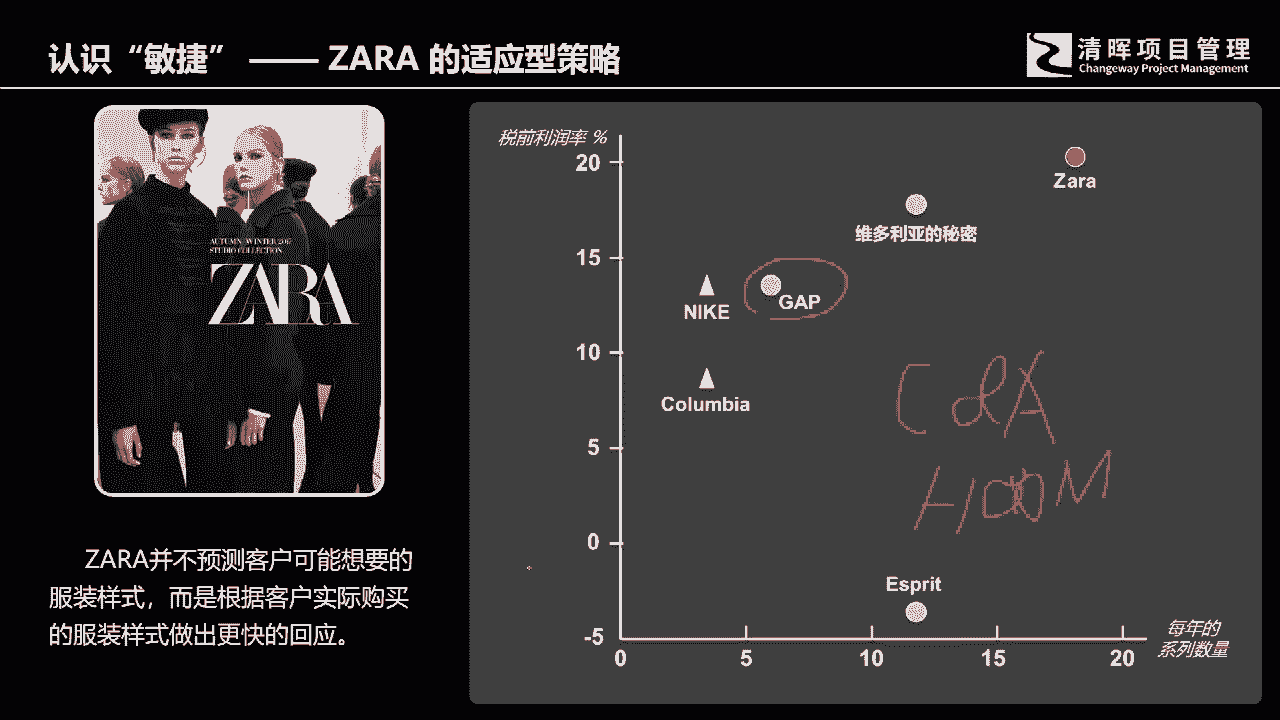 认识“敏捷” —— ZARA 的适应型策略
清晖项目管理
Changeway Project Management
AUTUMN/WINTER 2017
STUDIO COLLECTION
ZARA
ZARA并不预测客户可能想要的
服装样式，而是根据客户实际购买
的服装样式做出更快的回应。
税前利润率 %
20
15
10
5
0
-5
Zara
维多利亚的秘密
NIKE
GAP
Columbia
Esprit
0
5
10
15
20
每年的
系列数量